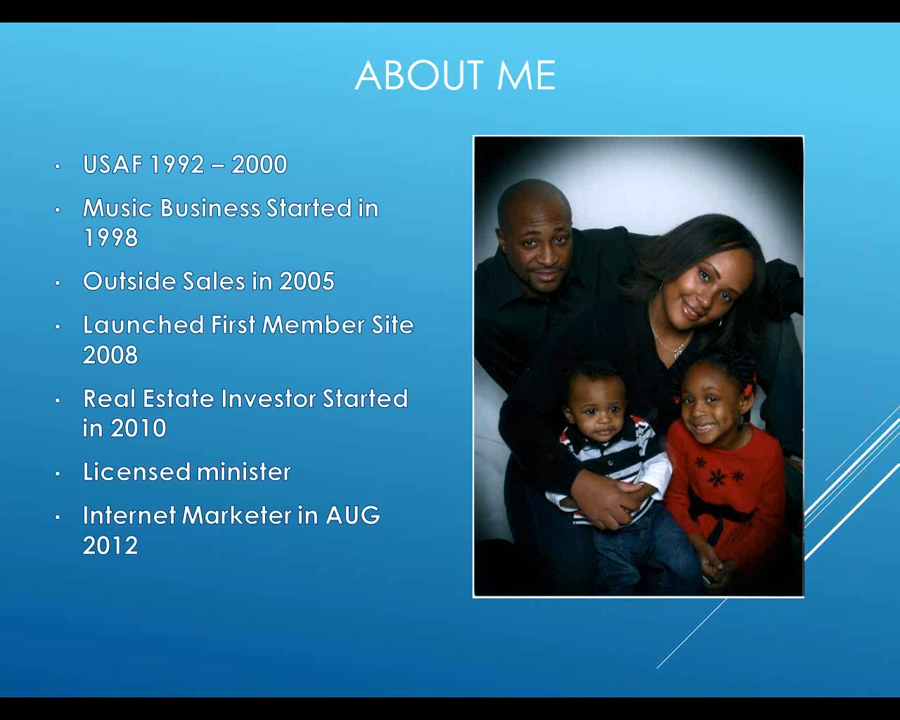 ABOUT ME
• USAF 1992 – 2000
• Music Business Started in
1998
• Outside Sales in 2005
• Launched First Member Site
2008
• Real Estate Investor Started
in 2010
• Licensed minister
• Internet Marketer in AUG
2012